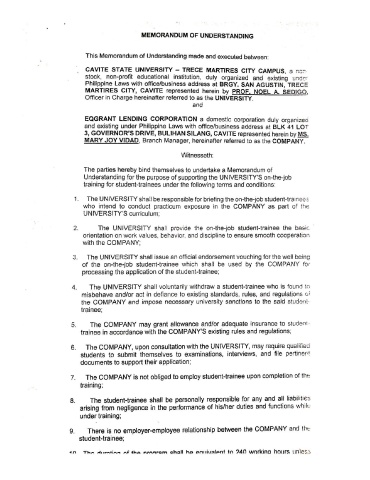 MEMORANDUM OF UNDERSTANDING
This Memorandum of Understanding made and executed between:
CAVITE STATE UNIVERSITY – TRECE MARTIRES CITY CAMPUS, a non-
stock, non-profit educational institution, duly organized and existing under
Philippine Laws with office/business address at BRGY. SAN AGUSTIN, TRECE
MARTIRES CITY, CAVITE represented herein by PROF. NOEL A. SEDIGO,
Officer in Charge hereinafter referred to as the UNIVERSITY.
and
EQGRANT LENDING CORPORATION a domestic corporation duly organized
and existing under Philippine Laws with office/business address at BLK 41 LOT
3, GOVERNOR'S DRIVE, BULIHAN SILANG, CAVITE represented herein by MS.
MARY JOY VIDAD, Branch Manager, hereinafter referred to as the COMPANY.
Witnesseth:
The parties hereby bind themselves to undertake a Memorandum of
Understanding for the purpose of supporting the UNIVERSITY'S on-the-job
training for student-trainees under the following terms and conditions:
1. The UNIVERSITY shall be responsible for briefing the on-the-job student-trainees
who intend to conduct practicum exposure in the COMPANY as part of the
UNIVERSITY'S curriculum;
2. The UNIVERSITY shall provide the on-the-job student-trainee the basic
orientation on work values, behavior, and discipline to ensure smooth cooperation
with the COMPANY;
3. The UNIVERSITY shall issue an official endorsement vouching for the well being
of the on-the-job student-trainee which shall be used by the COMPANY for
processing the application of the student-trainee;
4. The UNIVERSITY shall voluntarily withdraw a student-trainee who is found to
misbehave and/or act in defiance to existing standards, rules, and regulations of
the COMPANY and impose necessary university sanctions to the said student-
trainee;
5. The COMPANY may grant allowance and/or adequate insurance to student-
trainee in accordance with the COMPANY'S existing rules and regulations;
6. The COMPANY, upon consultation with the UNIVERSITY, may require qualified
students to submit themselves to examinations, interviews, and file pertinent
documents to support their application;
7. The COMPANY is not obliged to employ student-trainee upon completion of the
training;
8. The student-trainee shall be personally responsible for any and all liabilities
arising from negligence in the performance of his/her duties and functions while
under training;
9. There is no employer-employee relationship between the COMPANY and the
student-trainee;
10. The duration of the program shall be equivalent to 240 working hours unless